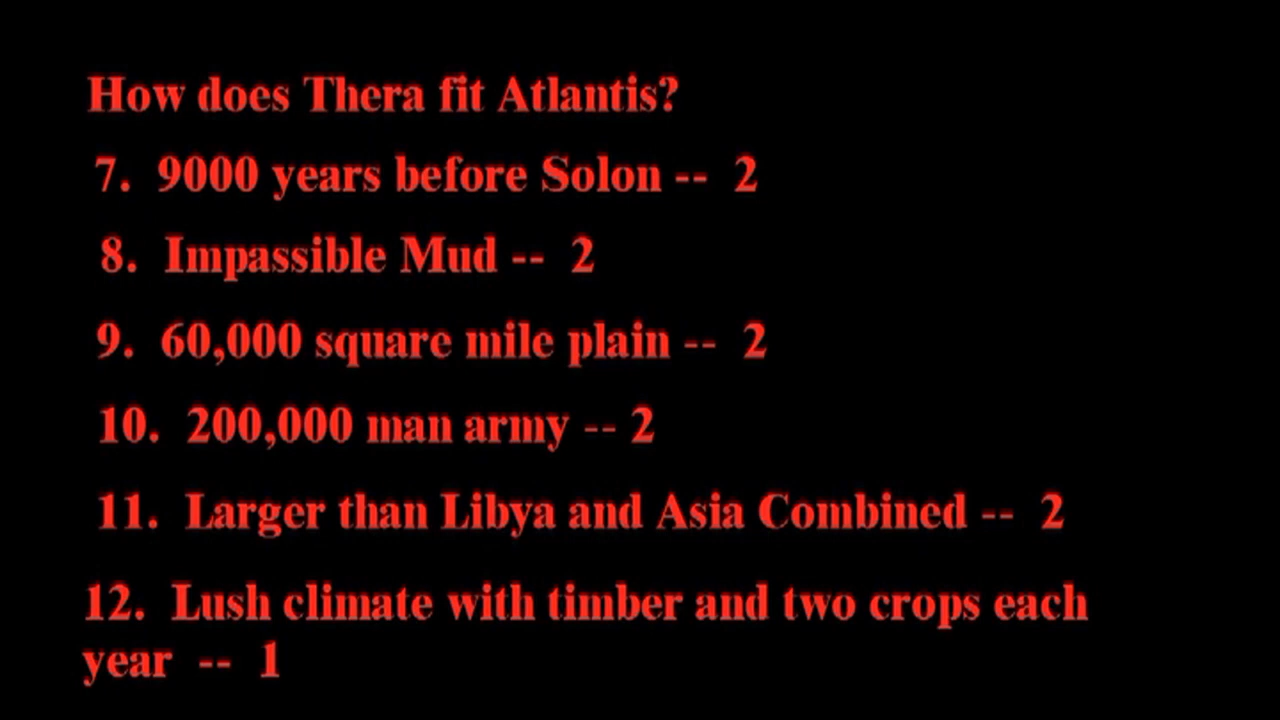 How does Thera fit Atlantis?
7. 9000 years before Solon -- 2
8. Impassible Mud -- 2
9. 60,000 square mile plain -- 2
10. 200,000 man army -- 2
11. Larger than Libya and Asia Combined -- 2
12. Lush climate with timber and two crops each
year -- 1